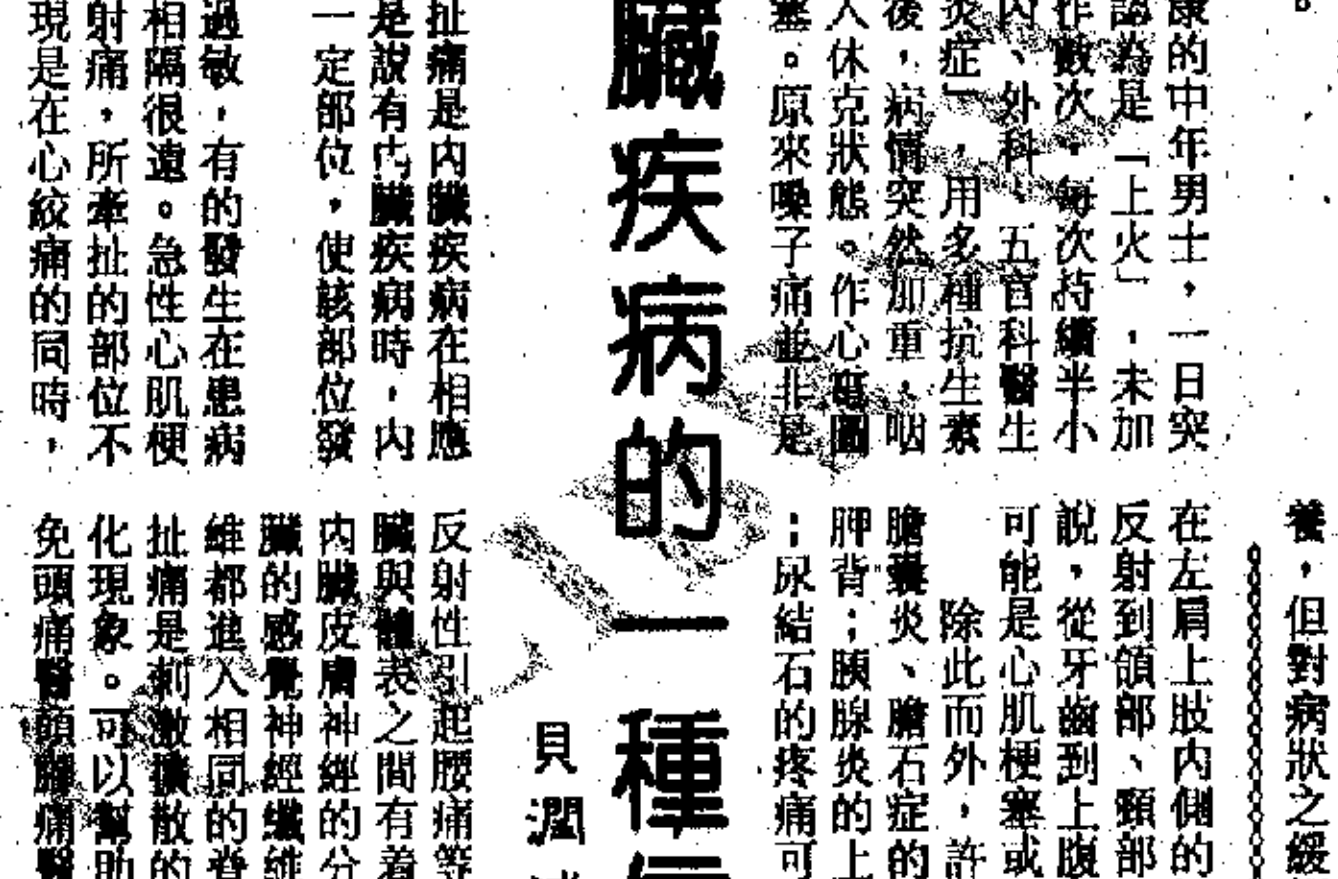 康的中年男士，一日突
認為是「上火」，未加
作數次，每次持續半小
內、外科、五官科醫生
炎症」，用多種抗生素
後，病情突然加重，咽
入休克狀態。作心電圖
塞。原來嗓子痛並非是
養，但對病狀之緩
在左肩上肢內側的
反射到頷部、頸部
說，從牙齒到上腹
可能是心肌梗塞或
除此而外，許
膽囊炎、膽石症的
胛背；胰腺炎的上
；尿結石的疼痛可
臟疾病的一種
貝潤
扯痛是內臟疾病在相應
是說有內臟疾病時，內
一定部位，使該部位發
過敏，有的發生在患病
相隔很遠。急性心肌梗
射痛，所牽扯的部位不
現是在心絞痛的同時，
反射性引起腰痛等
臟與體表之間有着
內臟皮膚神經的分
臟的感覺神經纖維
維都進入相同的脊
扯痛是刺激擴散的
化現象。可以幫助
免頭痛醫頭腳痛醫